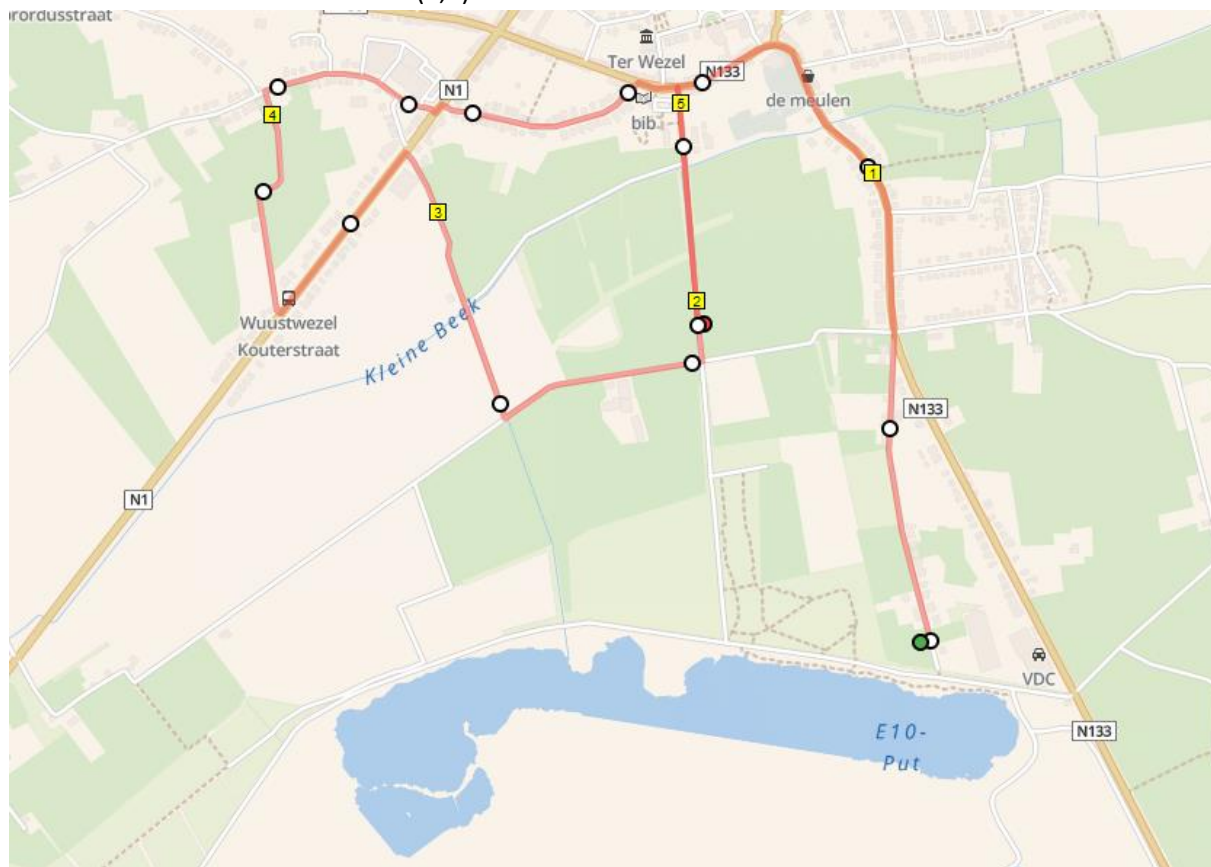 prordusstraat
Ter Wezel
N133
de meulen
N1
bib
5
4
1
3
2
Wuustwezel
Kouterstraat
Kleine Beek
N133
N1
VDC
E10-
Put
N133